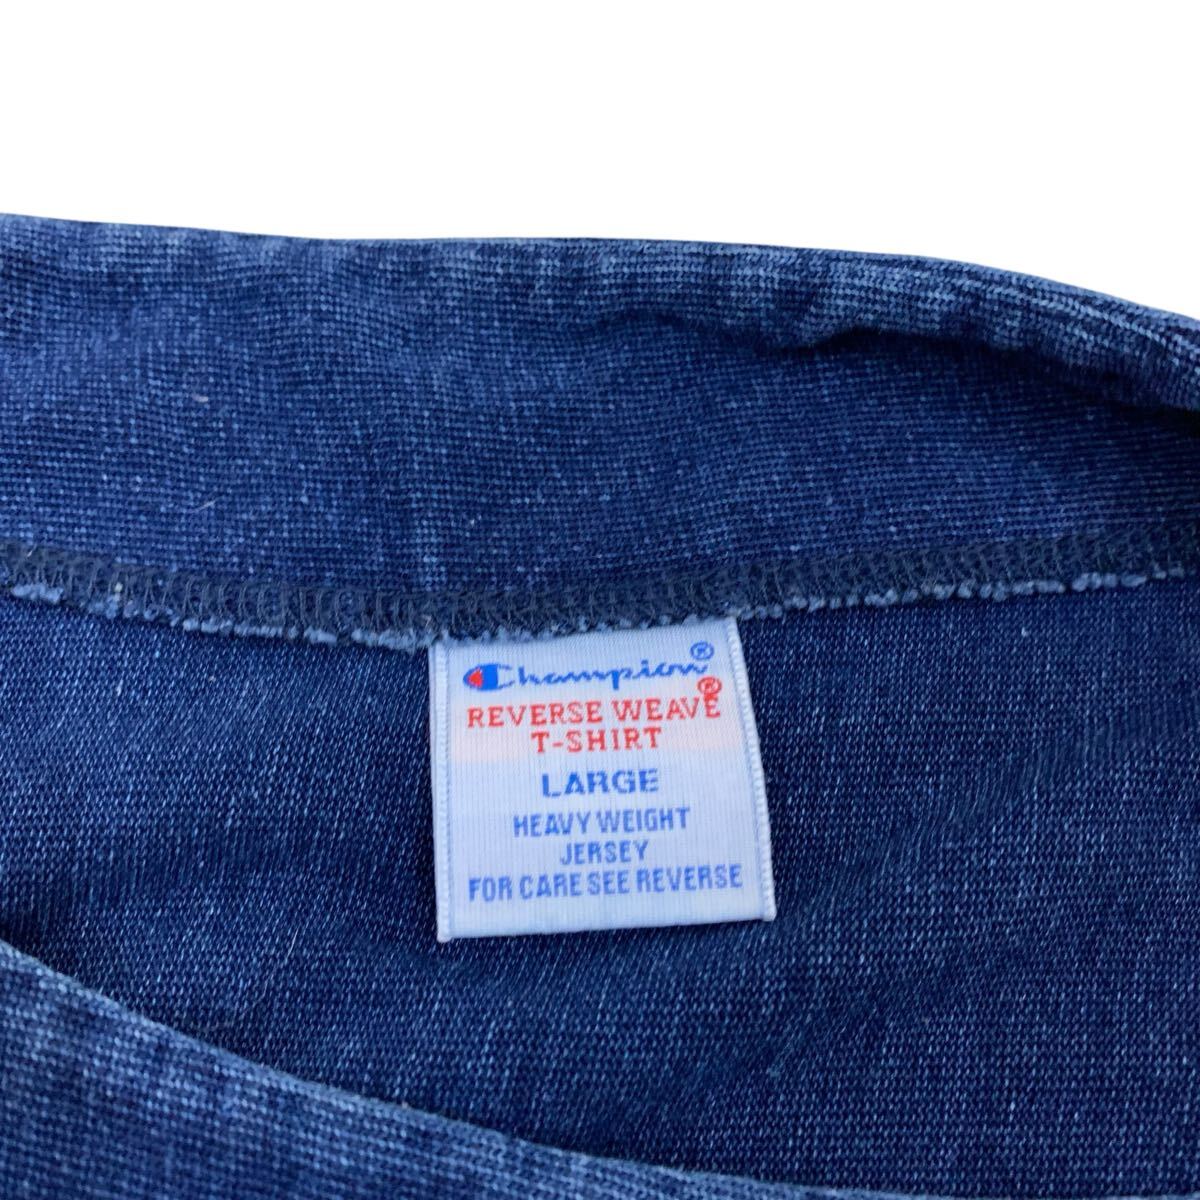 Champion®
REVERSE WEAVE®
T-SHIRT
LARGE
HEAVY WEIGHT
JERSEY
FOR CARE SEE REVERSE